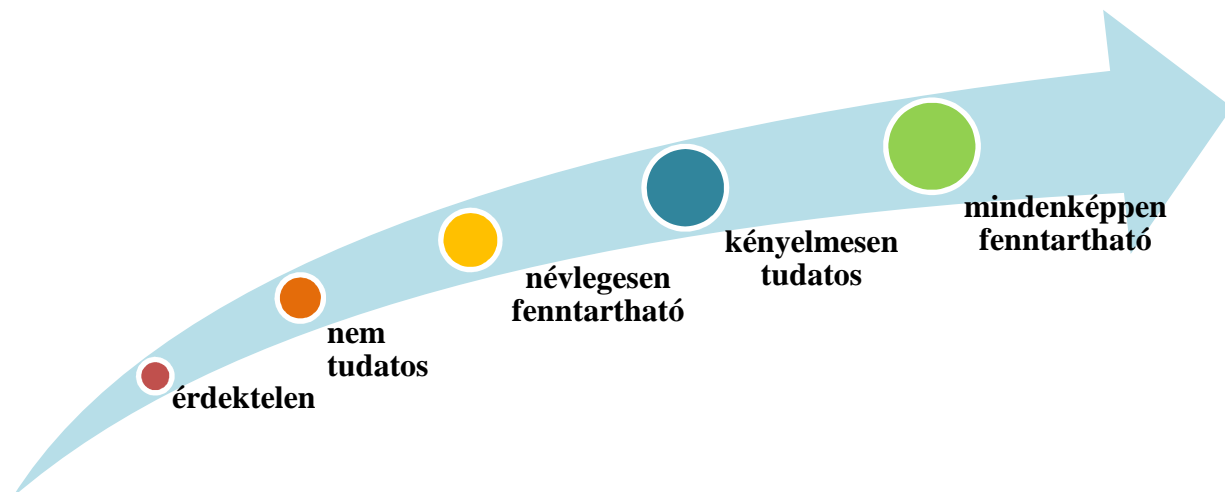 érdektelen
nem
tudatos
névlegesen
fenntartható
kényelmesen
tudatos
mindenképpen
fenntartható